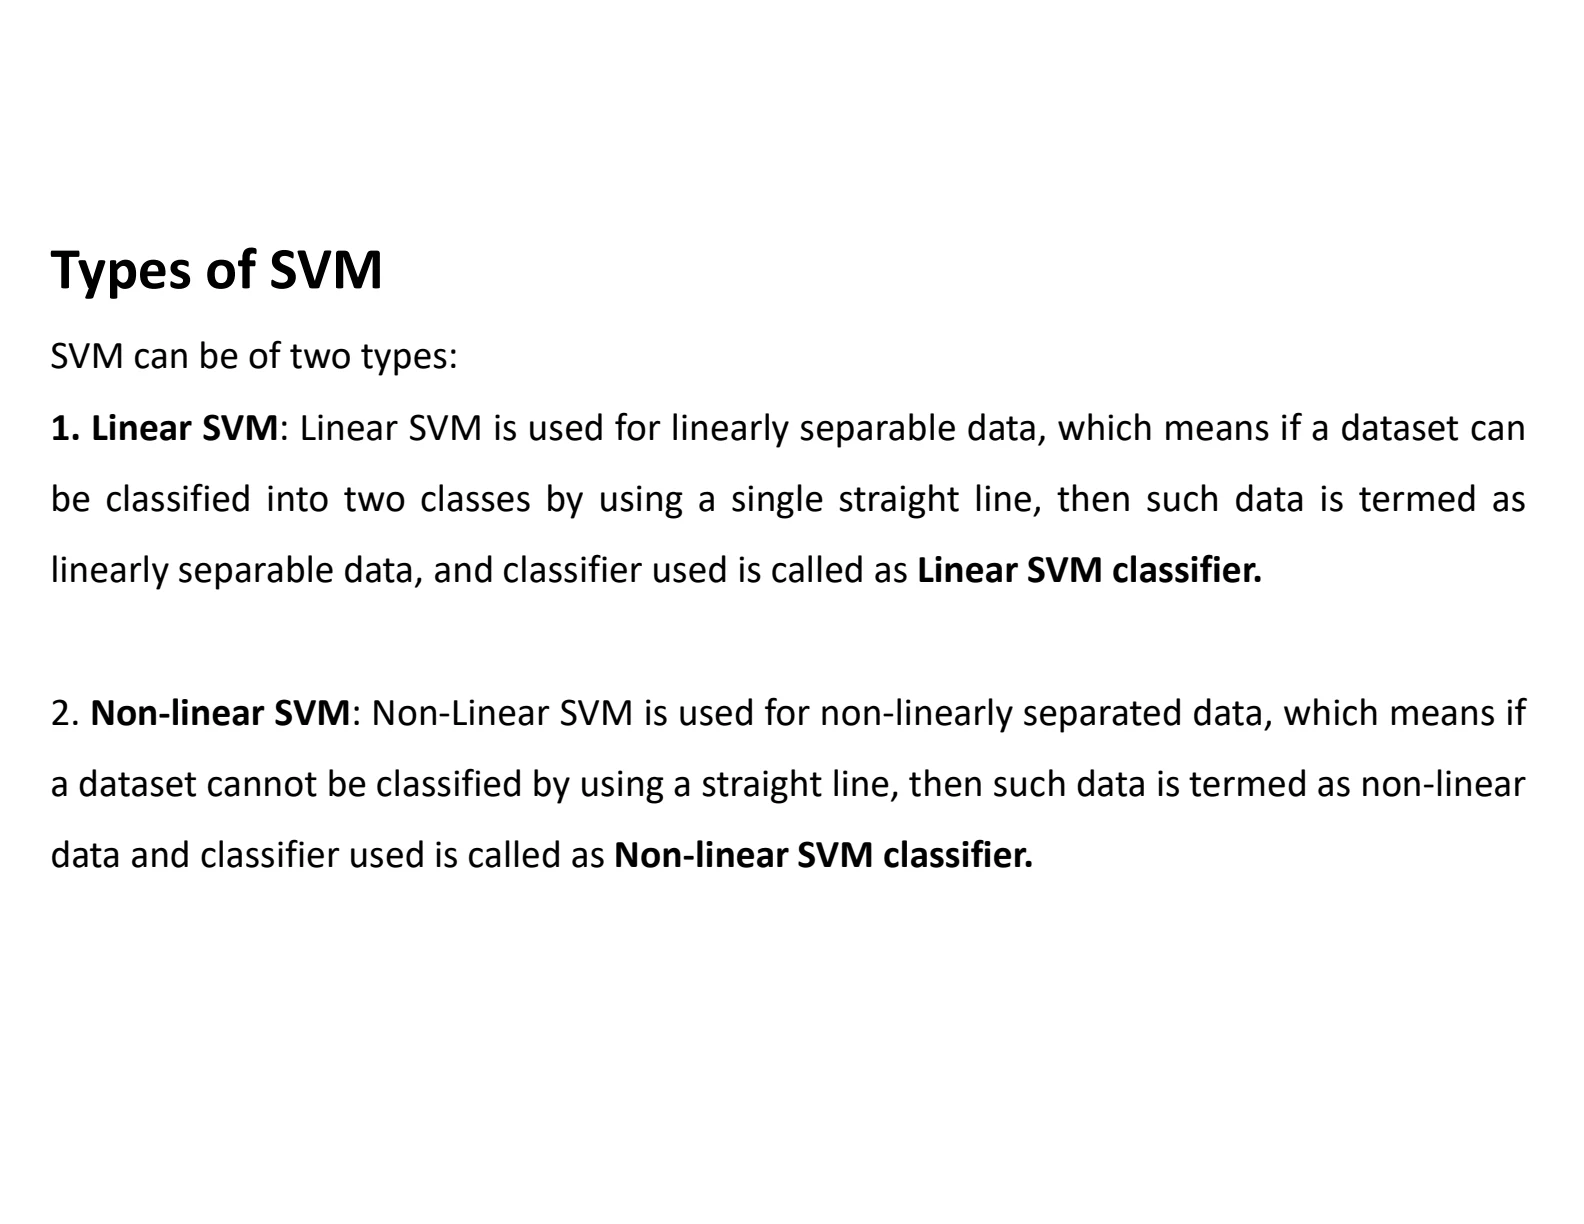 Types of SVM
SVM can be of two types:
1. Linear SVM: Linear SVM is used for linearly separable data, which means if a dataset can
be classified into two classes by using a single straight line, then such data is termed as
linearly separable data, and classifier used is called as Linear SVM classifier.
2. Non-linear SVM: Non-Linear SVM is used for non-linearly separated data, which means if
a dataset cannot be classified by using a straight line, then such data is termed as non-linear
data and classifier used is called as Non-linear SVM classifier.